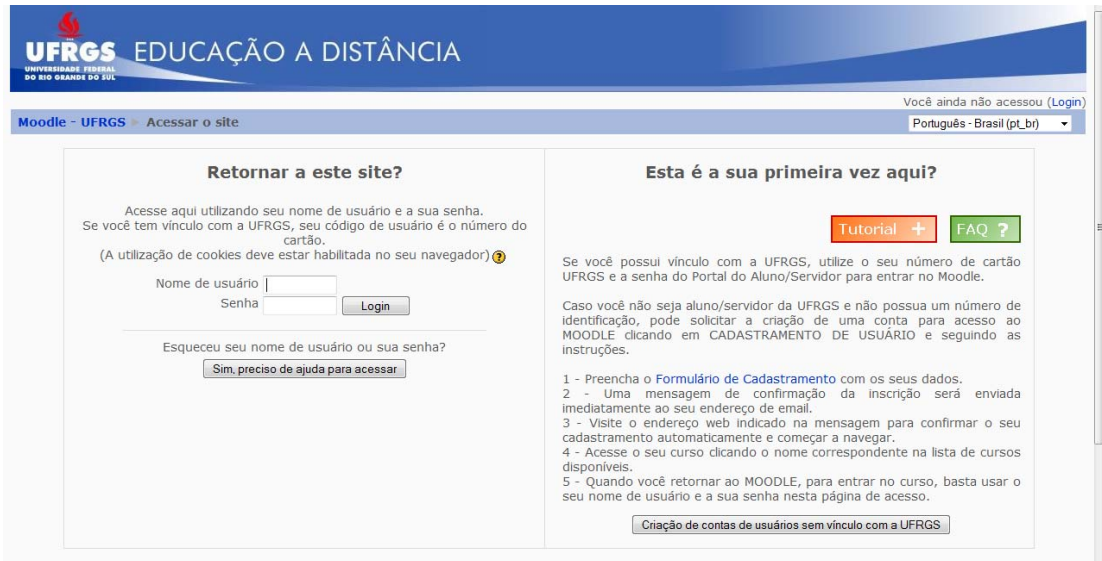 UFRGS
UNIVERSIDADE FEDERAL
DO RIO GRANDE DO SUL
EDUCAÇÃO A DISTÂNCIA
Você ainda não acessou (Login)
Moodle - UFRGS ► Acessar o site
Português - Brasil (pt_br)
Retornar a este site?
Acesse aqui utilizando seu nome de usuário e a sua senha.
Se você tem vínculo com a UFRGS, seu código de usuário é o número do
cartão.
(A utilização de cookies deve estar habilitada no seu navegador) ?
Nome de usuário
Senha
Login
Esqueceu seu nome de usuário ou sua senha?
Sim, preciso de ajuda para acessar
Esta é a sua primeira vez aqui?
Tutorial +
FAQ ?
Se você possui vínculo com a UFRGS, utilize o seu número de cartão
UFRGS e a senha do Portal do Aluno/Servidor para entrar no Moodle.
Caso você não seja aluno/servidor da UFRGS e não possua um número de
identificação, pode solicitar a criação de uma conta para acesso ao
MOODLE clicando em CADASTRAMENTO DE USUÁRIO e seguindo as
instruções.
1 - Preencha o Formulário de Cadastramento com os seus dados.
2 - Uma mensagem de confirmação da inscrição será enviada
imediatamente ao seu endereço de email.
3 - Visite o endereço web indicado na mensagem para confirmar o seu
cadastramento automaticamente e começar a navegar.
4 - Acesse o seu curso clicando o nome correspondente na lista de cursos
disponíveis.
5 - Quando você retornar ao MOODLE, para entrar no curso, basta usar o
seu nome de usuário e a sua senha nesta página de acesso.
Criação de contas de usuários sem vínculo com a UFRGS